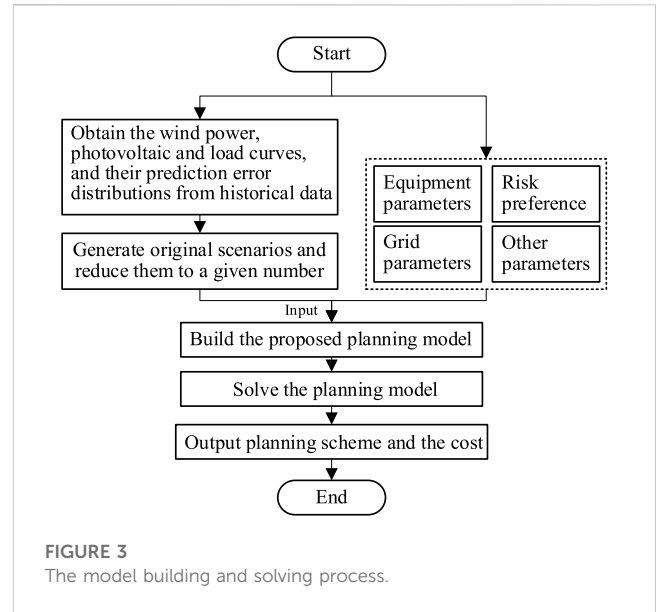 Start
Obtain the wind power,
photovoltaic and load curves,
and their prediction error
distributions from historical data
Generate original scenarios and
reduce them to a given number
Equipment
parameters
Risk
preference
Grid
parameters
Other
parameters
Input
Build the proposed planning model
Solve the planning model
Output planning scheme and the cost
End
FIGURE 3
The model building and solving process.